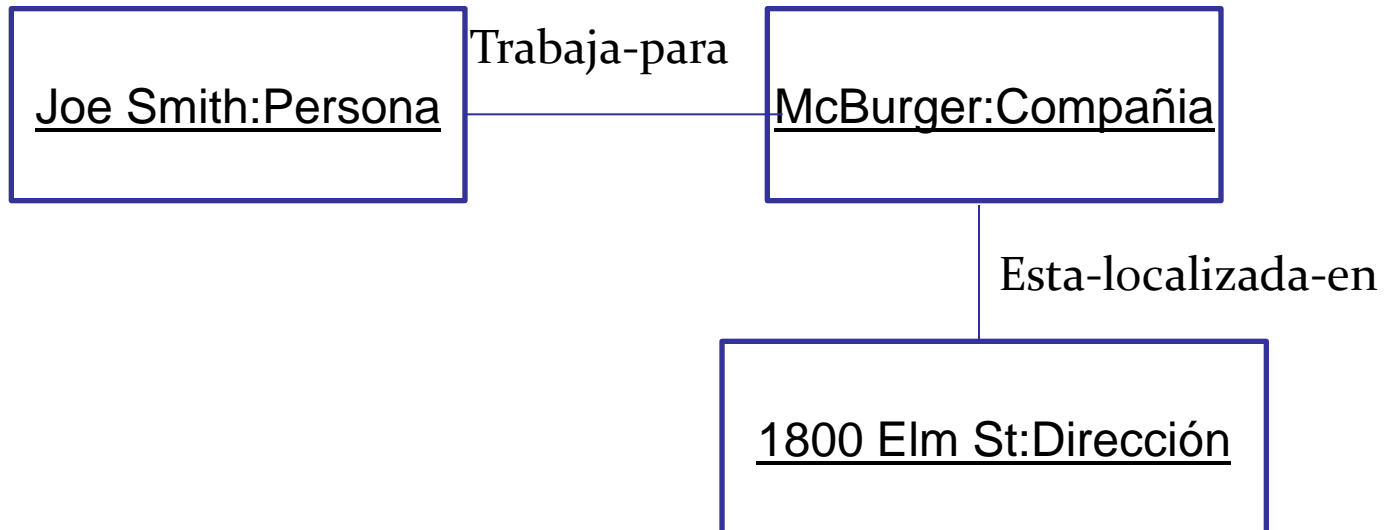 Trabaja-para
Joe Smith:Persona
McBurger:Compañia
Esta-localizada-en
1800 Elm St:Dirección